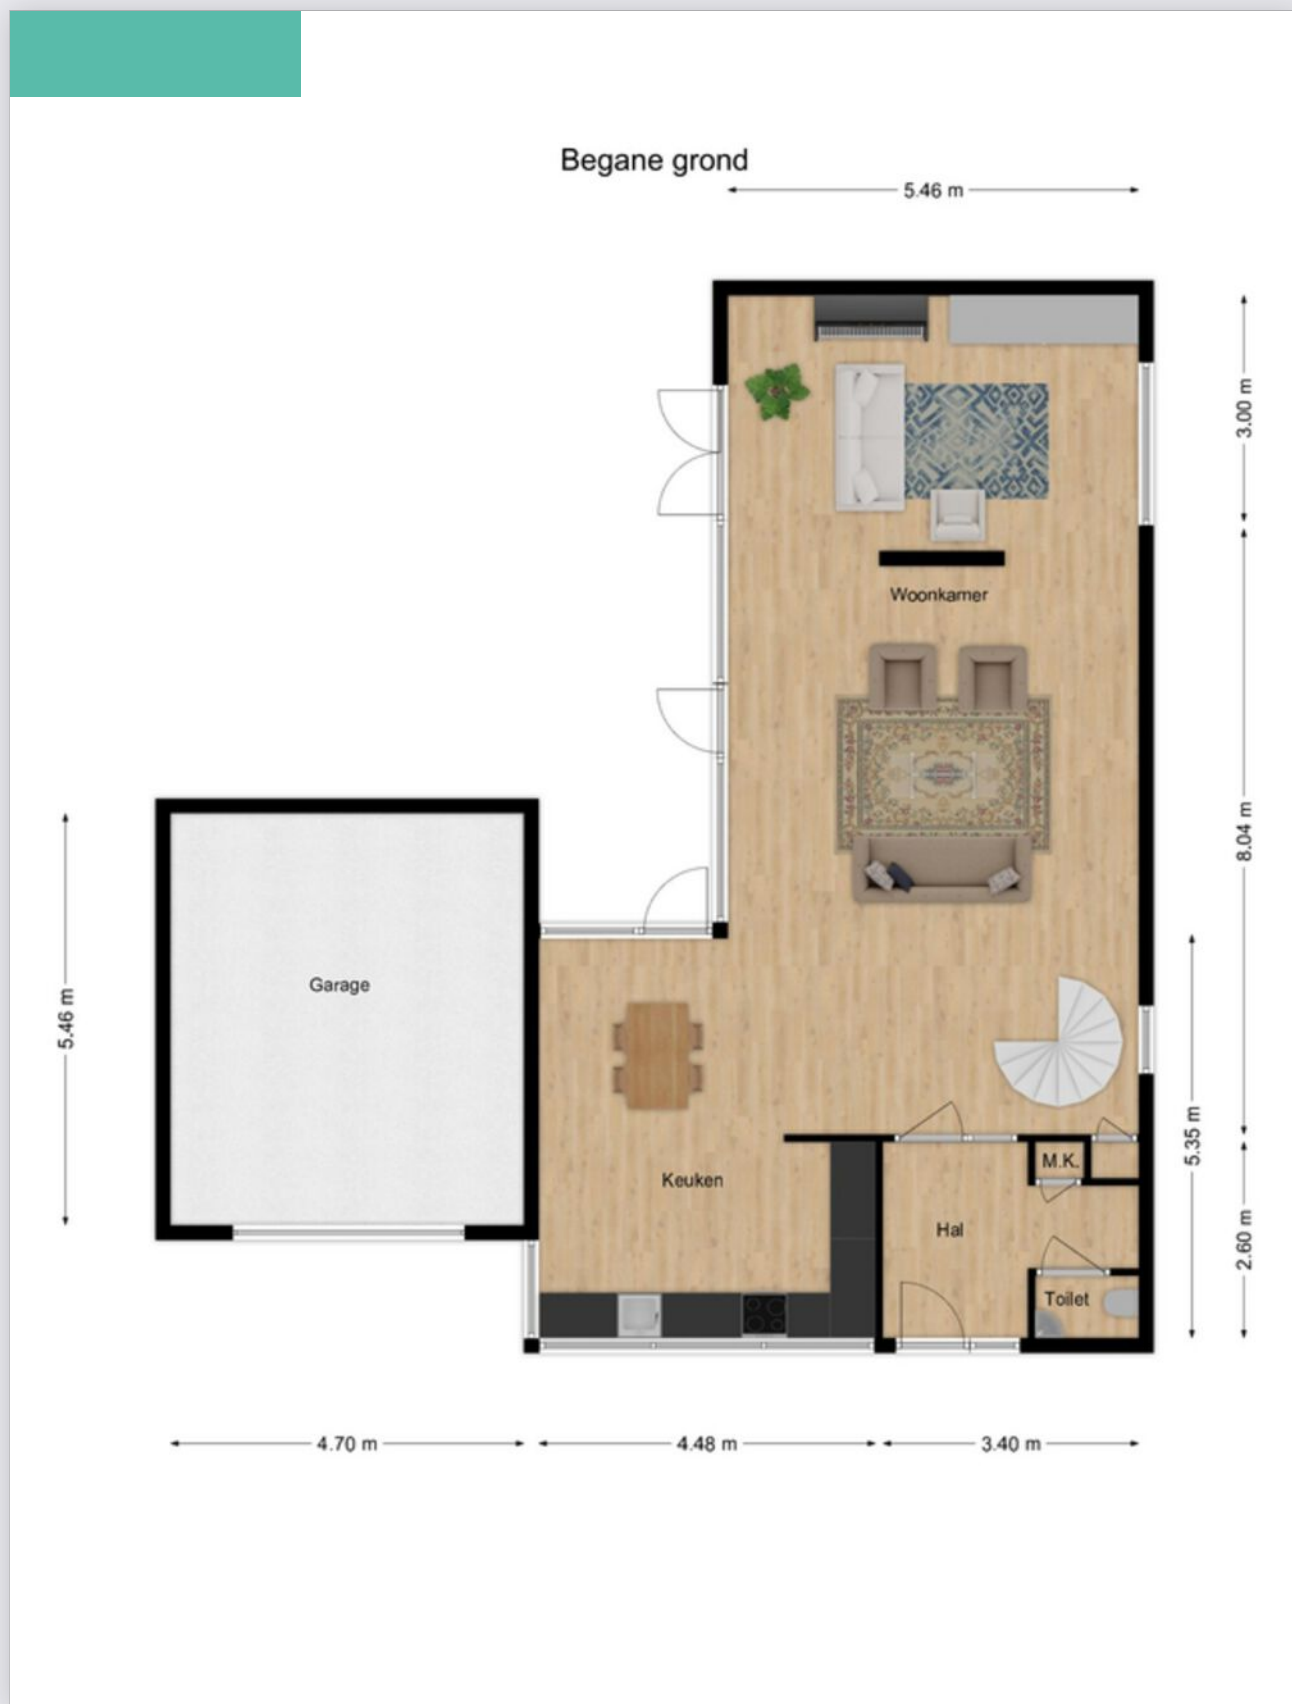 Begane grond
5.46 m
3.00 m
Woonkamer
8.04 m
Garage
5.46 m
5.35 m
Keuken
M.K.
Hal
2.60 m
Toilet
4.70 m
4.48 m
3.40 m